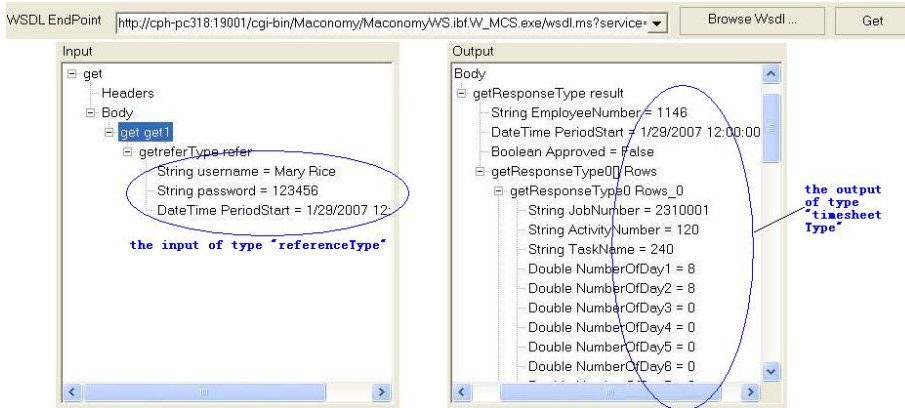 WSDL EndPoint http://cph-pc318:19001/cgi-bin/Maconomy/MaconomyWS.ibf.W_MCS.exe/wsdl.ms?service= Browse Wsdl ... Get
Input
get
Headers
Body
get get1
getreferType refer
String username = Mary Rice
String password = 123456
DateTime PeriodStart = 1/29/2007 12:
the input of type "referenceType"
Output
Body
getResponseType result
String EmployeeNumber = 1146
DateTime PeriodStart = 1/29/2007 12:00:00
Boolean Approved = False
getResponseType0[] Rows
getResponseType0 Rows_0
String JobNumber = 2310001
String ActivityNumber = 120
String TaskName = 240
Double NumberOfDay1 = 8
Double NumberOfDay2 = 8
Double NumberOfDay3 = 0
Double NumberOfDay4 = 0
Double NumberOfDay5 = 0
Double NumberOfDay6 = 0
the output
of type
"timesheet
Type"